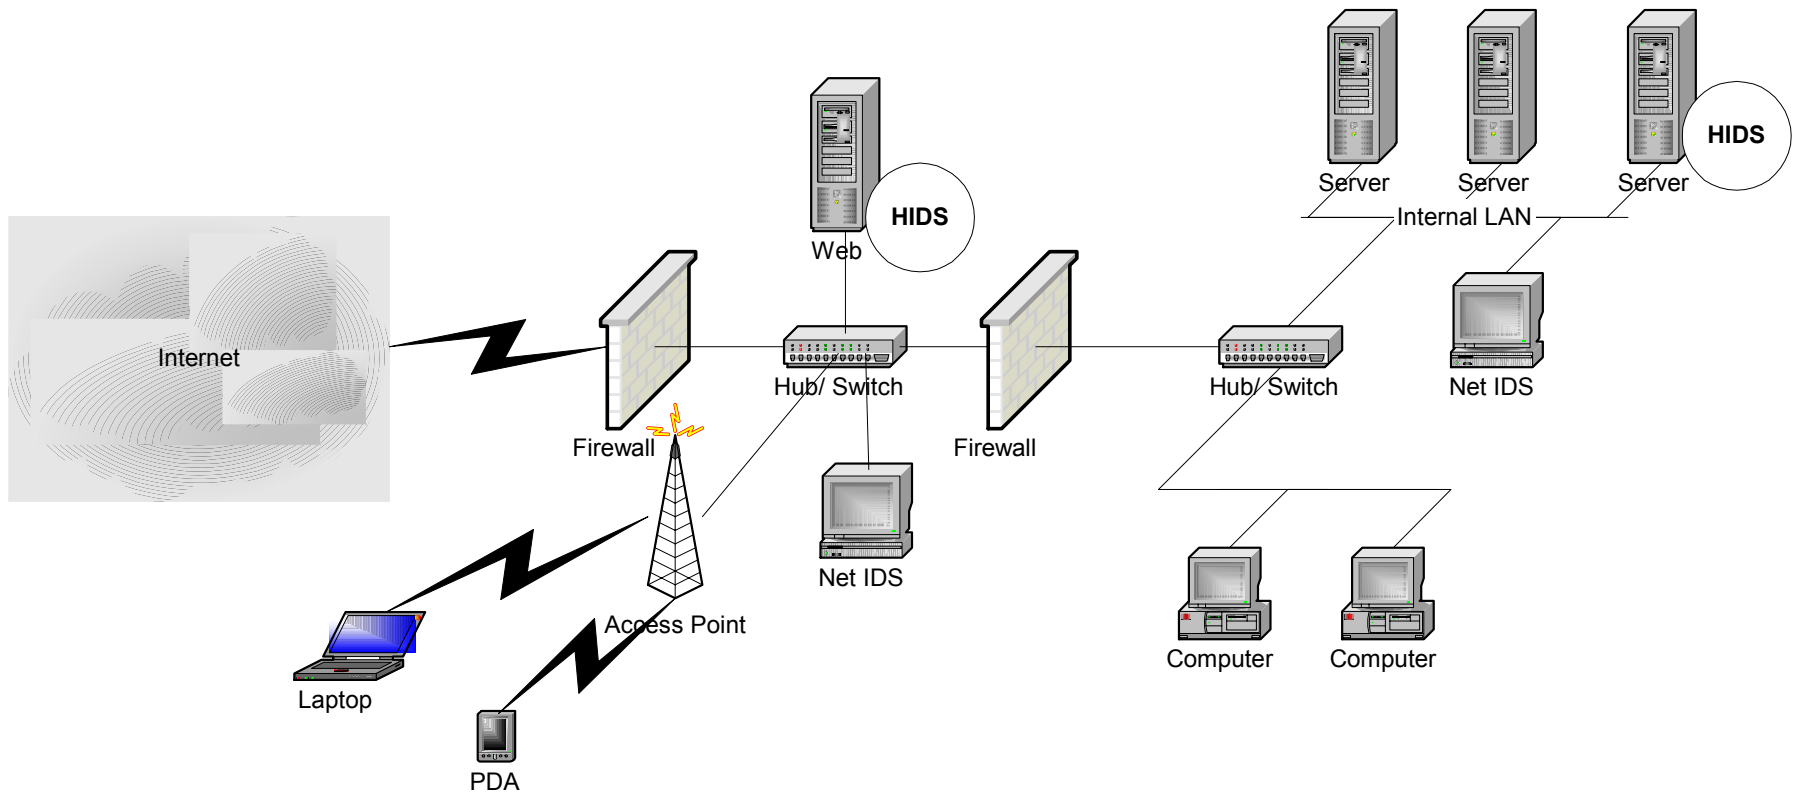 Server
Server
Server
HIDS
Internal LAN
Web
HIDS
Internet
Firewall
Hub/ Switch
Firewall
Hub/ Switch
Net IDS
Net IDS
Access Point
Computer
Computer
Laptop
PDA